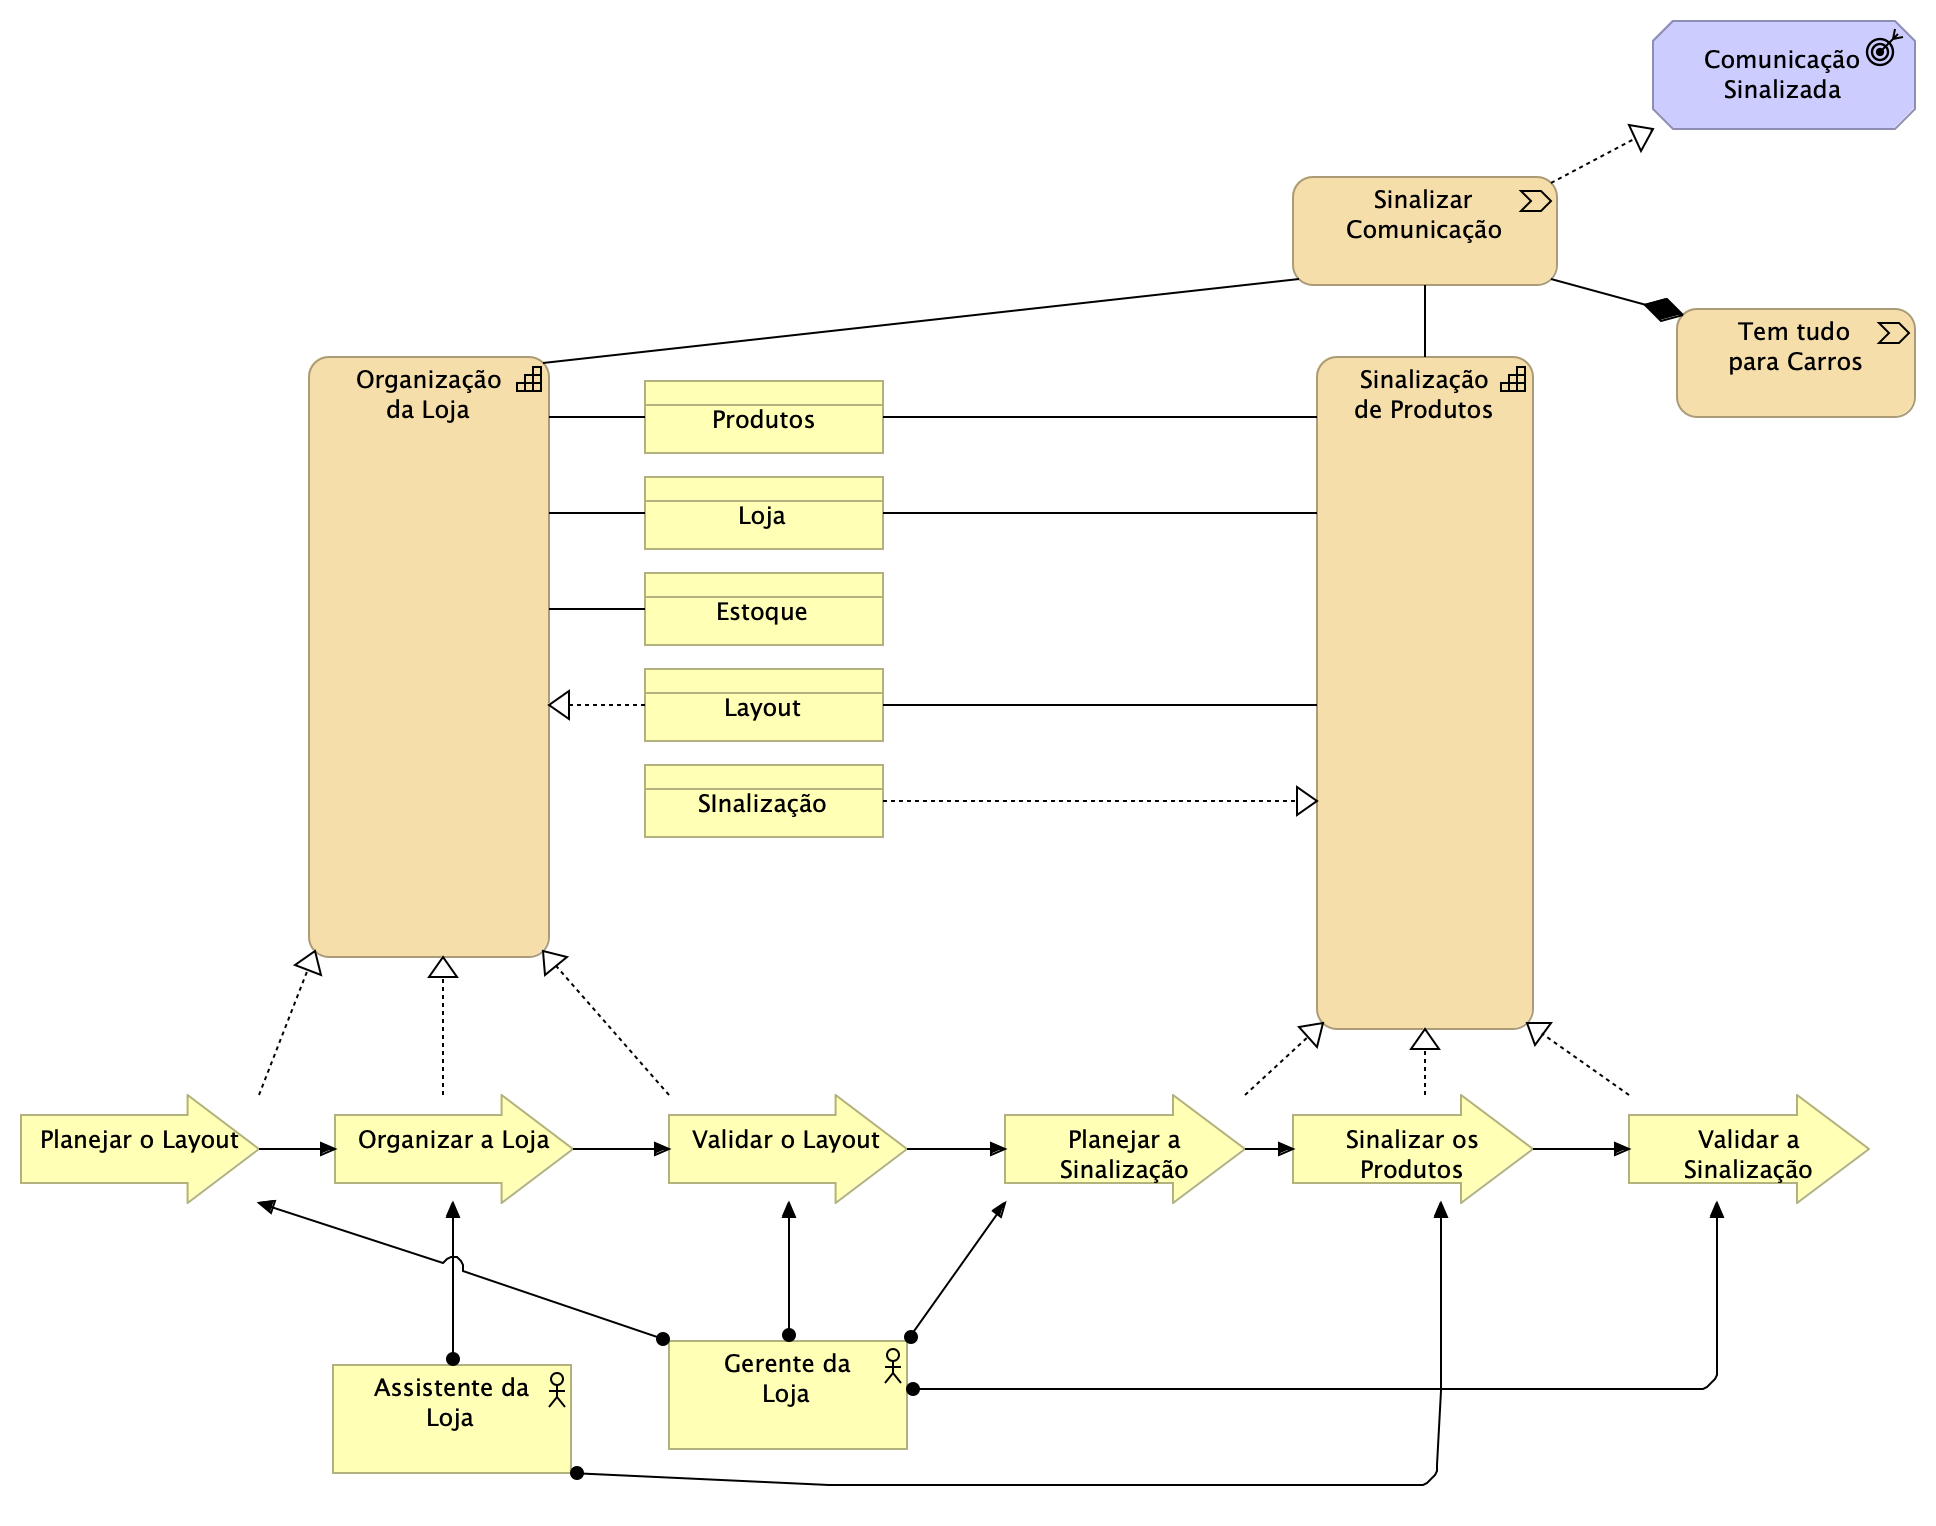 Comunicação
Sinalizada
Sinalizar
Comunicação
Tem tudo
para Carros
Organização
da Loja
Produtos
Sinalização
de Produtos
Loja
Estoque
Layout
SInalização
Planejar o Layout
Organizar a Loja
Validar o Layout
Planejar a
Sinalização
Sinalizar os
Produtos
Validar a
Sinalização
Assistente da
Loja
Gerente da
Loja